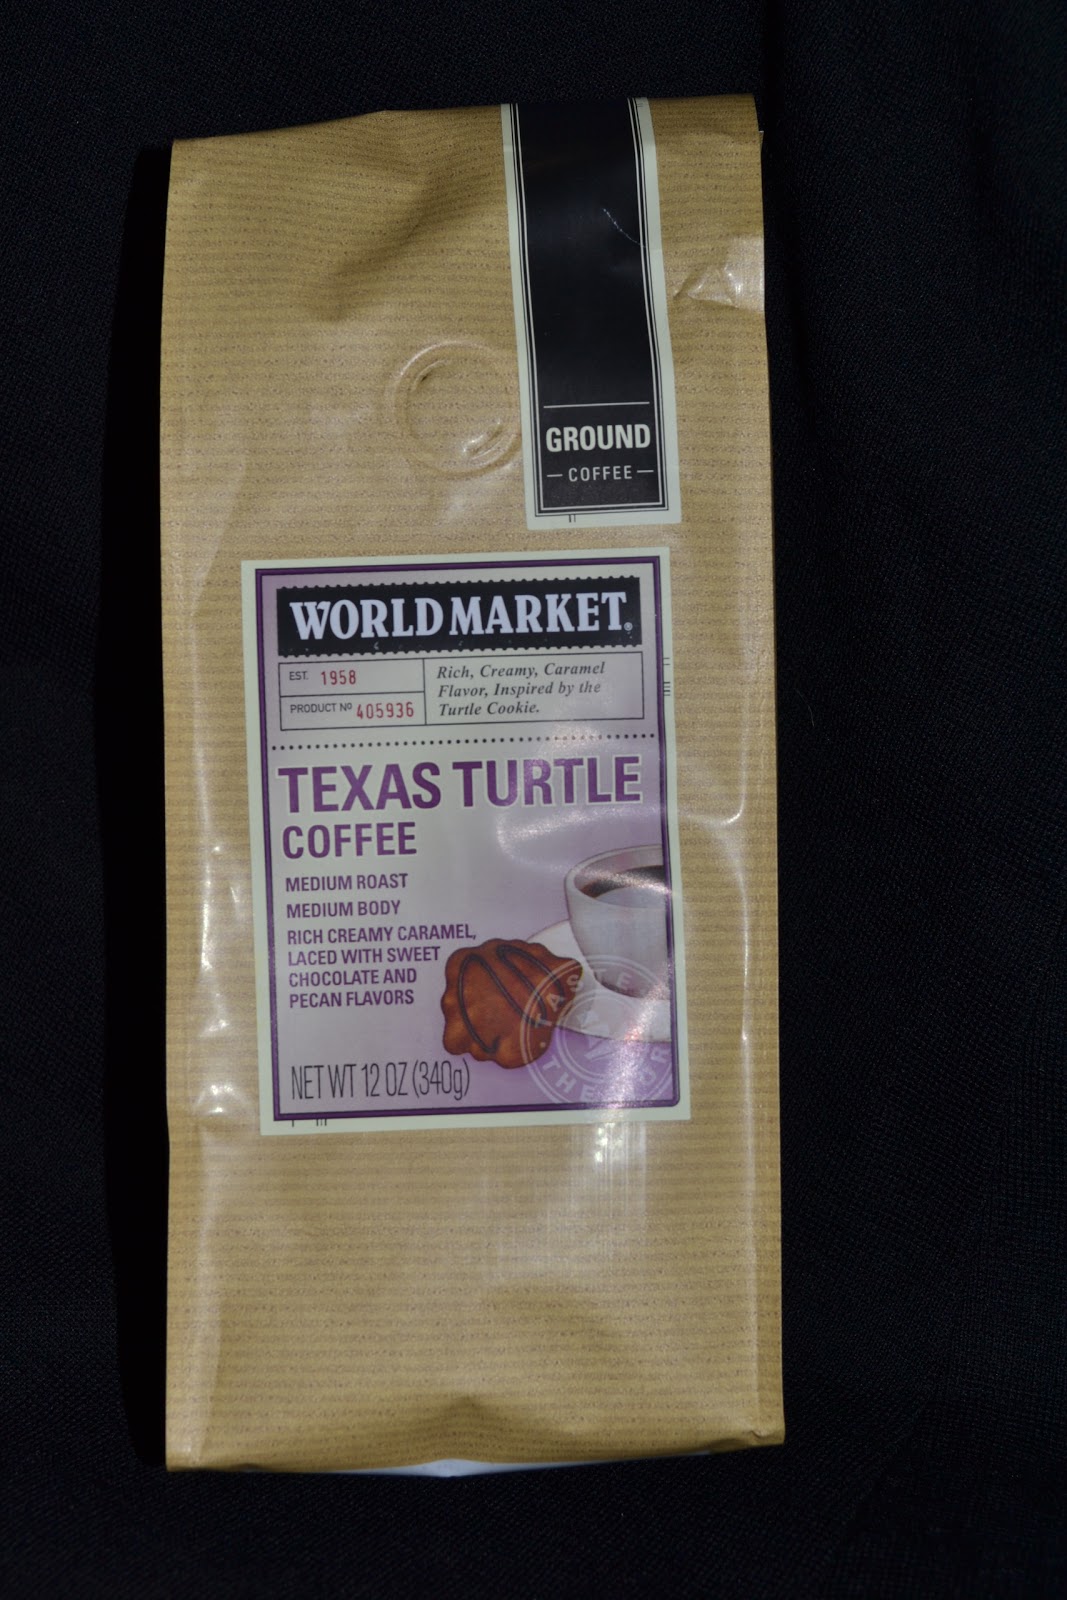 GROUND
COFFEE
WORLD MARKET®
EST. 1958
PRODUCT Nº 405936
Rich, Creamy, Caramel
Flavor, Inspired by the
Turtle Cookie.
TEXAS TURTLE
COFFEE
MEDIUM ROAST
MEDIUM BODY
RICH CREAMY CARAMEL,
LACED WITH SWEET
CHOCOLATE AND
PECAN FLAVORS
TASTE
THE
NET WT 12 OZ (340g)